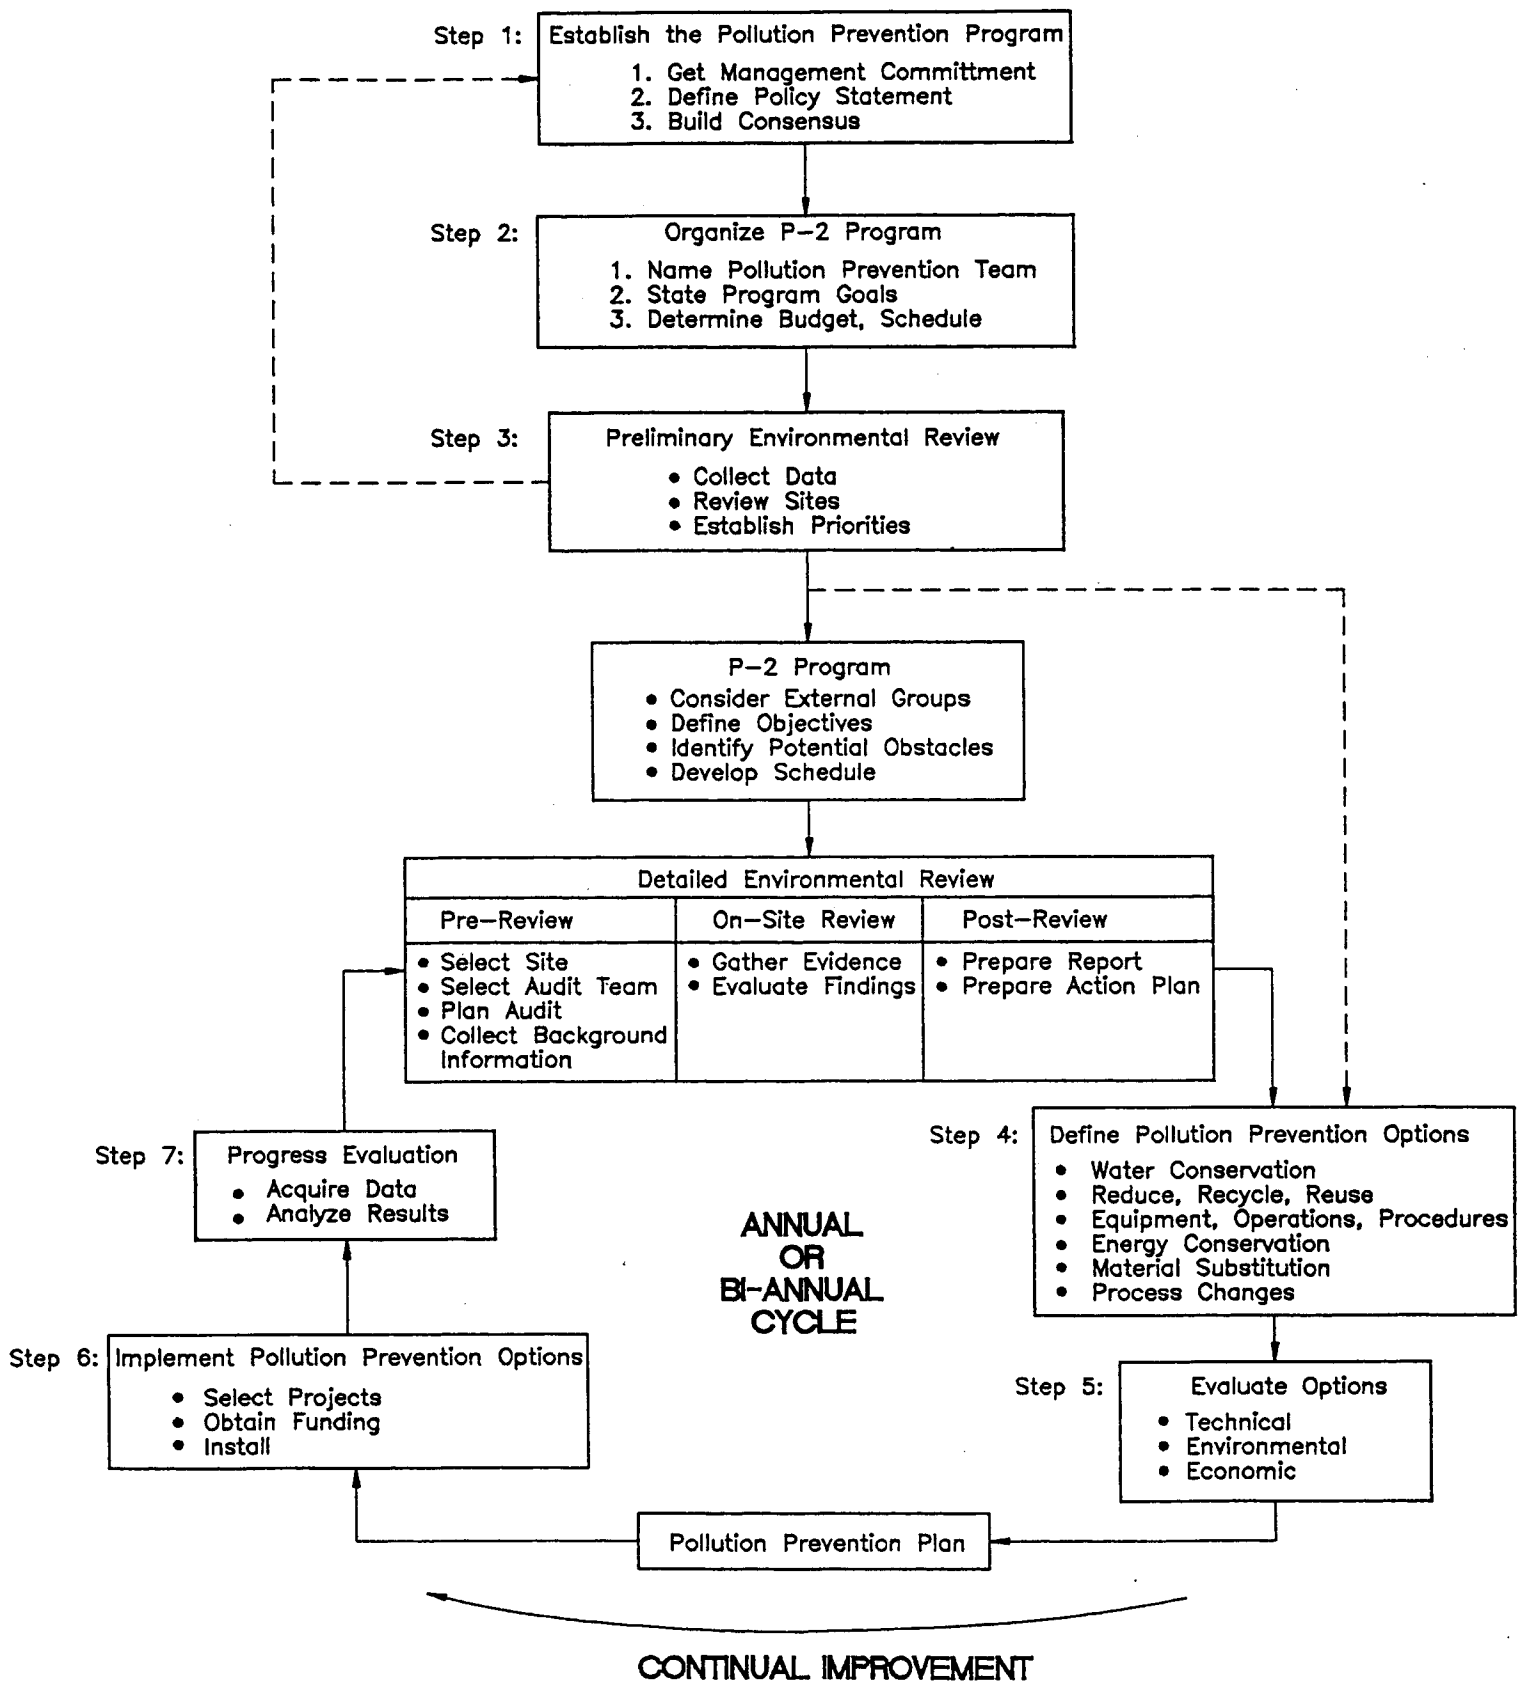 Step 1:
Establish the Pollution Prevention Program
1. Get Management Committment
2. Define Policy Statement
3. Build Consensus
Step 2:
Organize P-2 Program
1. Name Pollution Prevention Team
2. State Program Goals
3. Determine Budget, Schedule
Step 3:
Preliminary Environmental Review
• Collect Data
• Review Sites
• Establish Priorities
P-2 Program
• Consider External Groups
• Define Objectives
• Identify Potential Obstacles
• Develop Schedule
Detailed Environmental Review
Pre-Review
• Select Site
• Select Audit Team
• Plan Audit
• Collect Background
Information
On-Site Review
• Gather Evidence
• Evaluate Findings
Post-Review
• Prepare Report
• Prepare Action Plan
Step 4:
Define Pollution Prevention Options
• Water Conservation
• Reduce, Recycle, Reuse
• Equipment, Operations, Procedures
• Energy Conservation
• Material Substitution
• Process Changes
Step 5:
Evaluate Options
• Technical
• Environmental
• Economic
Pollution Prevention Plan
Step 6:
Implement Pollution Prevention Options
• Select Projects
• Obtain Funding
• Install
Step 7:
Progress Evaluation
• Acquire Data
• Analyze Results
ANNUAL
OR
BI-ANNUAL
CYCLE
CONTINUAL IMPROVEMENT